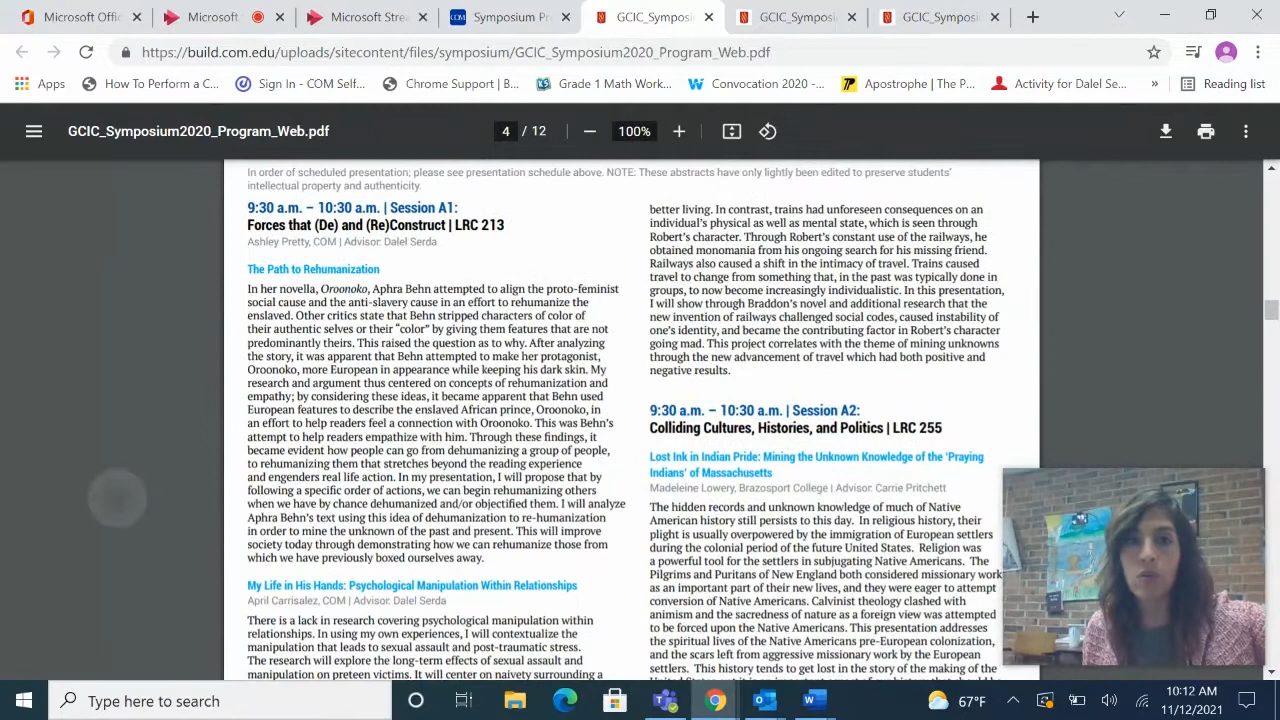 Microsoft Offic
Microsoft
Microsoft Strea
Symposium Pr
GCIC_Symposi
GCIC_Symposi
GCIC_Symposi
https://build.com.edu/uploads/sitecontent/files/symposium/GCIC_Symposium2020_Program_Web.pdf
Apps
How To Perform a C...
Sign In - COM Self...
Chrome Support | B...
Grade 1 Math Work...
Convocation 2020 -...
Apostrophe | The P...
Activity for Dalel Se...
»
Reading list
GCIC_Symposium2020_Program_Web.pdf
4 / 12
100%
In order of scheduled presentation; please see presentation schedule above. NOTE: These abstracts have only lightly been edited to preserve students'
intellectual property and authenticity.
9:30 a.m. – 10:30 a.m. | Session A1:
Forces that (De) and (Re)Construct | LRC 213
Ashley Pretty, COM | Advisor: Dalel Serda
The Path to Rehumanization
In her novella, Oroonoko, Aphra Behn attempted to align the proto-feminist
social cause and the anti-slavery cause in an effort to rehumanize the
enslaved. Other critics state that Behn stripped characters of color of
their authentic selves or their “color” by giving them features that are not
predominantly theirs. This raised the question as to why. After analyzing
the story, it was apparent that Behn attempted to make her protagonist,
Oroonoko, more European in appearance while keeping his dark skin. My
research and argument thus centered on concepts of rehumanization and
empathy; by considering these ideas, it became apparent that Behn used
European features to describe the enslaved African prince, Oroonoko, in
an effort to help readers feel a connection with Oroonoko. This was Behn’s
attempt to help readers empathize with him. Through these findings, it
became evident how people can go from dehumanizing a group of people,
to rehumanizing them that stretches beyond the reading experience
and engenders real life action. In my presentation, I will propose that by
following a specific order of actions, we can begin rehumanizing others
when we have by chance dehumanized and/or objectified them. I will analyze
Aphra Behn’s text using this idea of dehumanization to re-humanization
in order to mine the unknown of the past and present. This will improve
society today through demonstrating how we can rehumanize those from
which we have previously boxed ourselves away.
My Life in His Hands: Psychological Manipulation Within Relationships
April Carrisalez, COM | Advisor: Dalel Serda
There is a lack in research covering psychological manipulation within
relationships. In using my own experiences, I will contextualize the
manipulation that leads to sexual assault and post-traumatic stress.
The research will explore the long-term effects of sexual assault and
manipulation on preteen victims. It will center on naivety surrounding a
better living. In contrast, trains had unforeseen consequences on an
individual’s physical as well as mental state, which is seen through
Robert’s character. Through Robert’s constant use of the railways, he
obtained monomania from his ongoing search for his missing friend.
Railways also caused a shift in the intimacy of travel. Trains caused
travel to change from something that, in the past was typically done in
groups, to now become increasingly individualistic. In this presentation,
I will show through Braddon’s novel and additional research that the
new invention of railways challenged social codes, caused instability of
one’s identity, and became the contributing factor in Robert’s character
going mad. This project correlates with the theme of mining unknowns
through the new advancement of travel which had both positive and
negative results.
9:30 a.m. – 10:30 a.m. | Session A2:
Colliding Cultures, Histories, and Politics | LRC 255
Lost Ink in Indian Pride: Mining the Unknown Knowledge of the ‘Praying
Indians’ of Massachusetts
Madeleine Lowery, Brazosport College | Advisor: Carrie Pritchett
The hidden records and unknown knowledge of much of Native
American history still persists to this day. In religious history, their
plight is usually overpowered by the immigration of European settlers
during the colonial period of the future United States. Religion was
a powerful tool for the settlers in subjugating Native Americans. The
Pilgrims and Puritans of New England both considered missionary work
as an important part of their new lives, and they were eager to attempt
conversion of Native Americans. Calvinist theology clashed with
animism and the sacredness of nature as a foreign view was attempted
to be forced upon the Native Americans. This presentation addresses
the spiritual lives of the Native Americans pre-European colonization,
and the scars left from aggressive missionary work by the European
settlers. This history tends to get lost in the story of the making of the
Type here to search
67°F
10:12 AM
11/12/2021